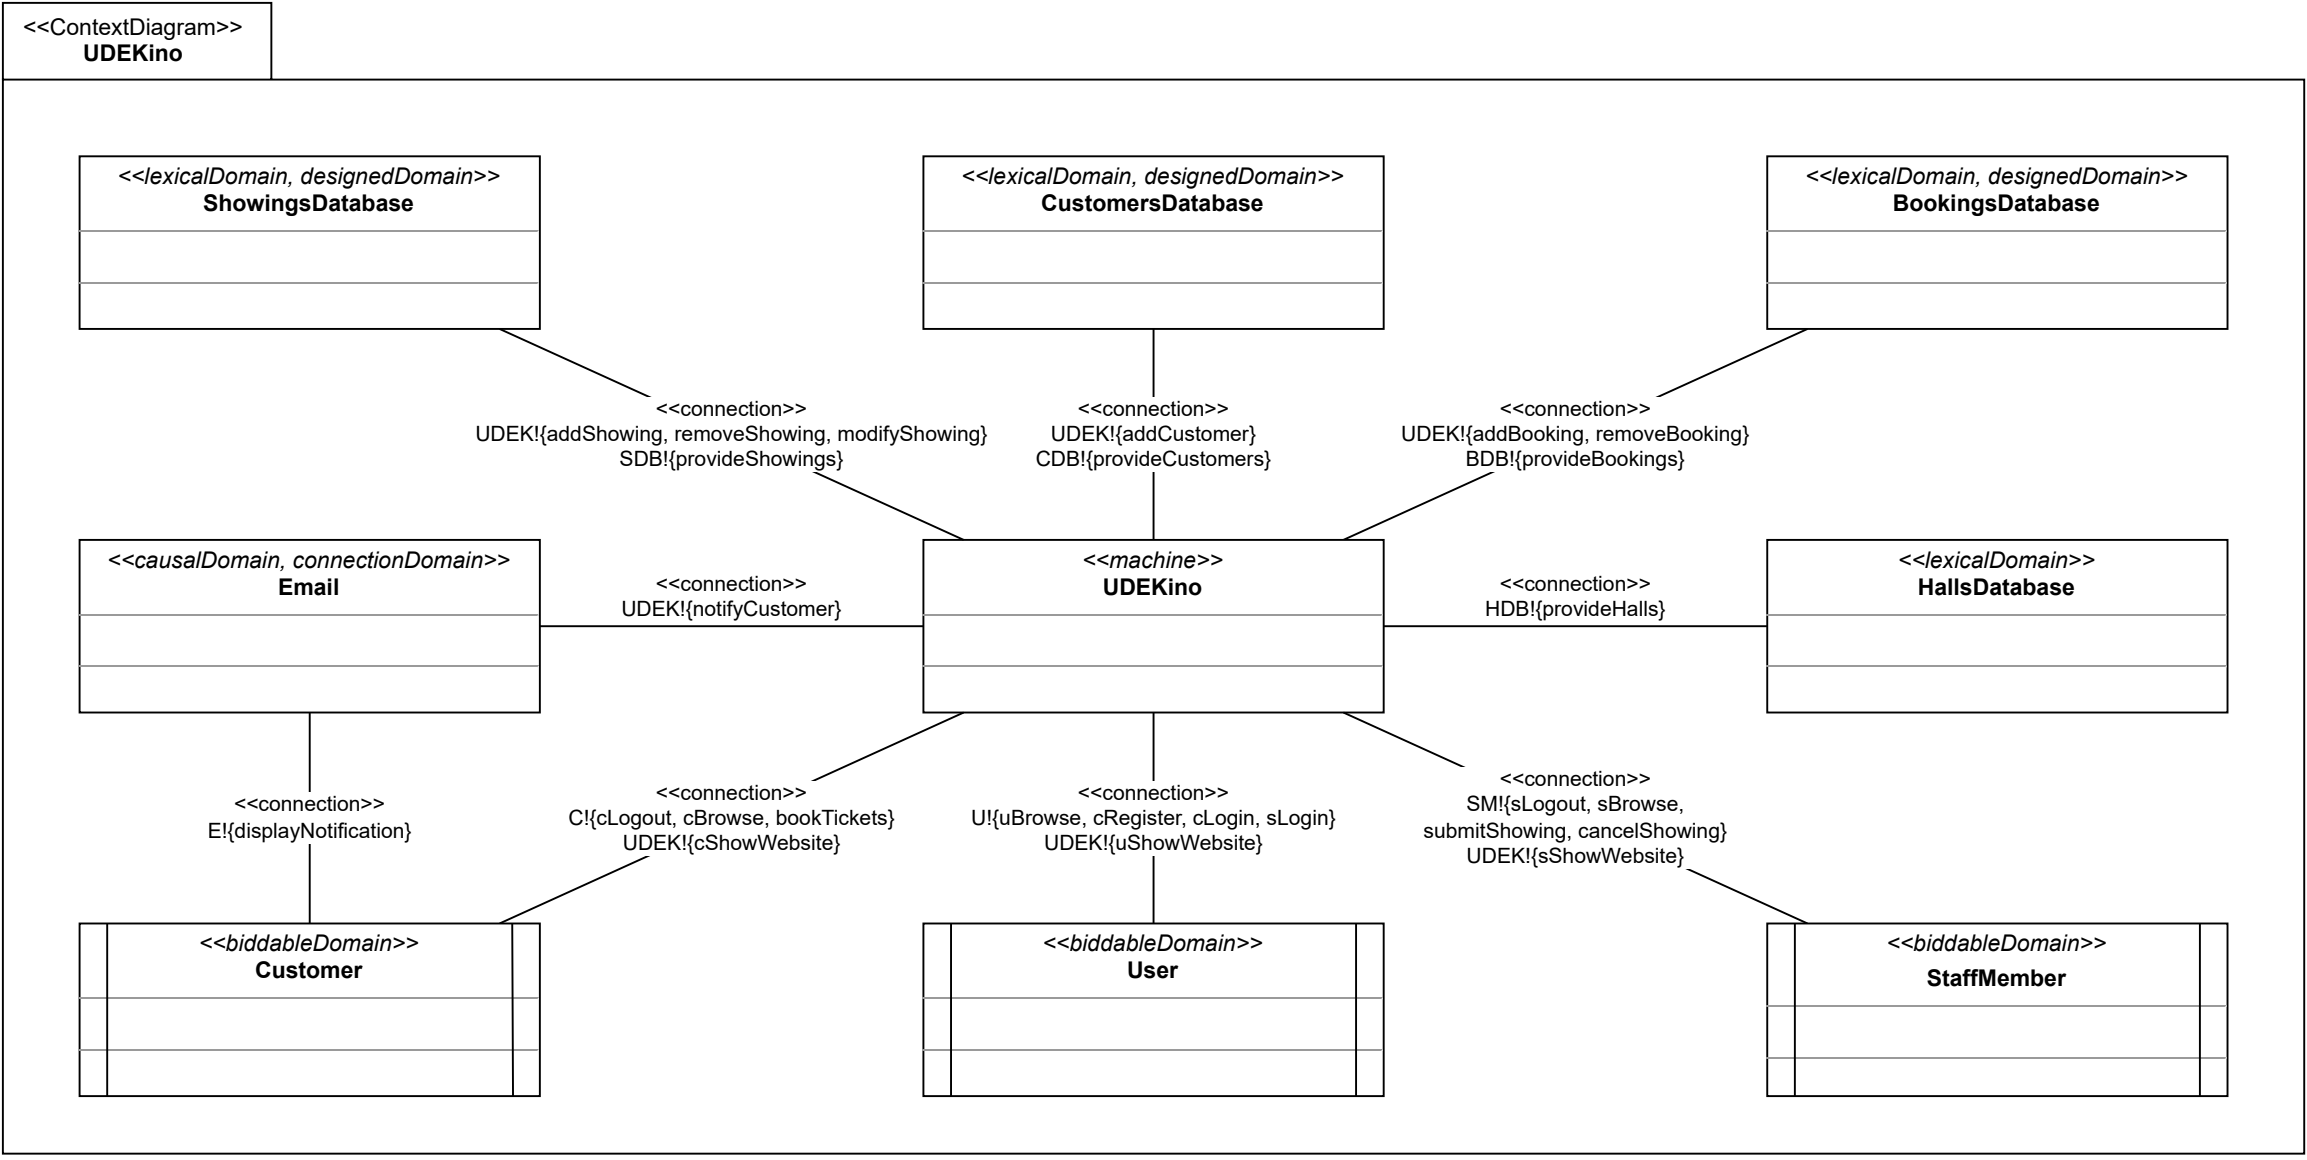 <<ContextDiagram>>
UDEKino
<<lexicalDomain, designedDomain>>
ShowingsDatabase
<<lexicalDomain, designedDomain>>
CustomersDatabase
<<lexicalDomain, designedDomain>>
BookingsDatabase
<<connection>>
UDEK!{addShowing, removeShowing, modifyShowing}
SDB!{provideShowings}
<<connection>>
UDEK!{addCustomer}
CDB!{provideCustomers}
<<connection>>
UDEK!{addBooking, removeBooking}
BDB!{provideBookings}
<<causalDomain, connectionDomain>>
Email
<<connection>>
UDEK!{notifyCustomer}
<<machine>>
UDEKino
<<connection>>
HDB!{provideHalls}
<<lexicalDomain>>
HallsDatabase
<<connection>>
E!{displayNotification}
<<connection>>
C!{cLogout, cBrowse, bookTickets}
UDEK!{cShowWebsite}
<<connection>>
U!{uBrowse, cRegister, cLogin, sLogin}
UDEK!{uShowWebsite}
<<connection>>
SM!{sLogout, sBrowse,
submitShowing, cancelShowing}
UDEK!{sShowWebsite}
<<biddableDomain>>
Customer
<<biddableDomain>>
User
<<biddableDomain>>
StaffMember